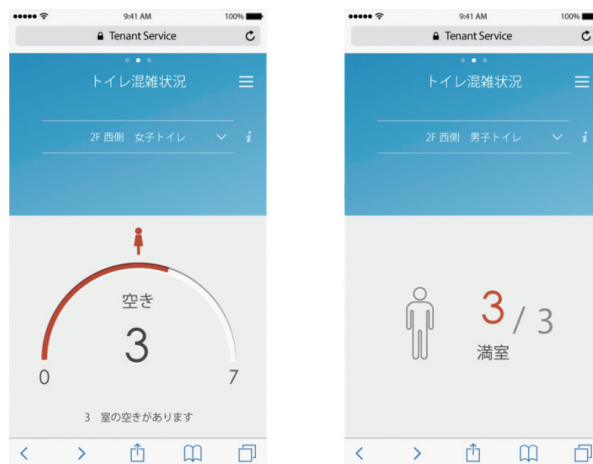 9:41 AM
100%
Tenant Service
トイレ混雑状況
2F 西側 女子トイレ
i
空き
3
0
7
3 室の空きがあります
9:41 AM
100%
Tenant Service
トイレ混雑状況
2F 西側 男子トイレ
i
3 / 3
満室